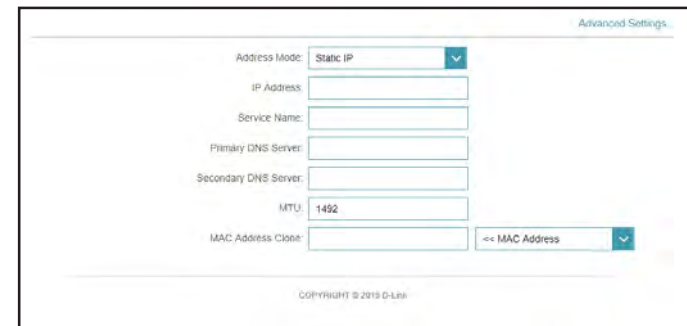 Advanced Settings...
Address Mode: Static IP
IP Address:
Service Name:
Primary DNS Server:
Secondary DNS Server:
MTU: 1492
MAC Address Clone: << MAC Address
COPYRIGHT © 2015 D-Link